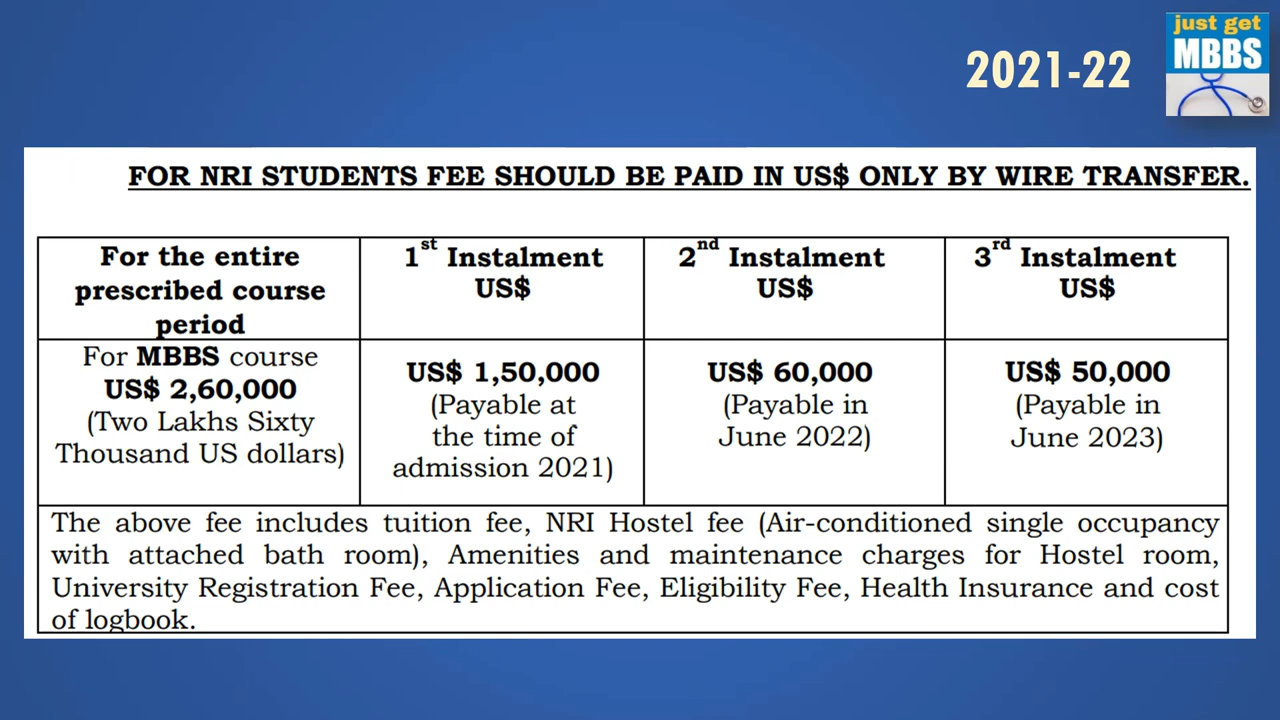 just get
MBBS
2021-22
FOR NRI STUDENTS FEE SHOULD BE PAID IN US$ ONLY BY WIRE TRANSFER.
For the entire
prescribed course
period
1st Instalment
US$
2nd Instalment
US$
3rd Instalment
US$
For MBBS course
US$ 2,60,000
(Two Lakhs Sixty
Thousand US dollars)
US$ 1,50,000
(Payable at
the time of
admission 2021)
US$ 60,000
(Payable in
June 2022)
US$ 50,000
(Payable in
June 2023)
The above fee includes tuition fee, NRI Hostel fee (Air-conditioned single occupancy
with attached bath room), Amenities and maintenance charges for Hostel room,
University Registration Fee, Application Fee, Eligibility Fee, Health Insurance and cost
of logbook.